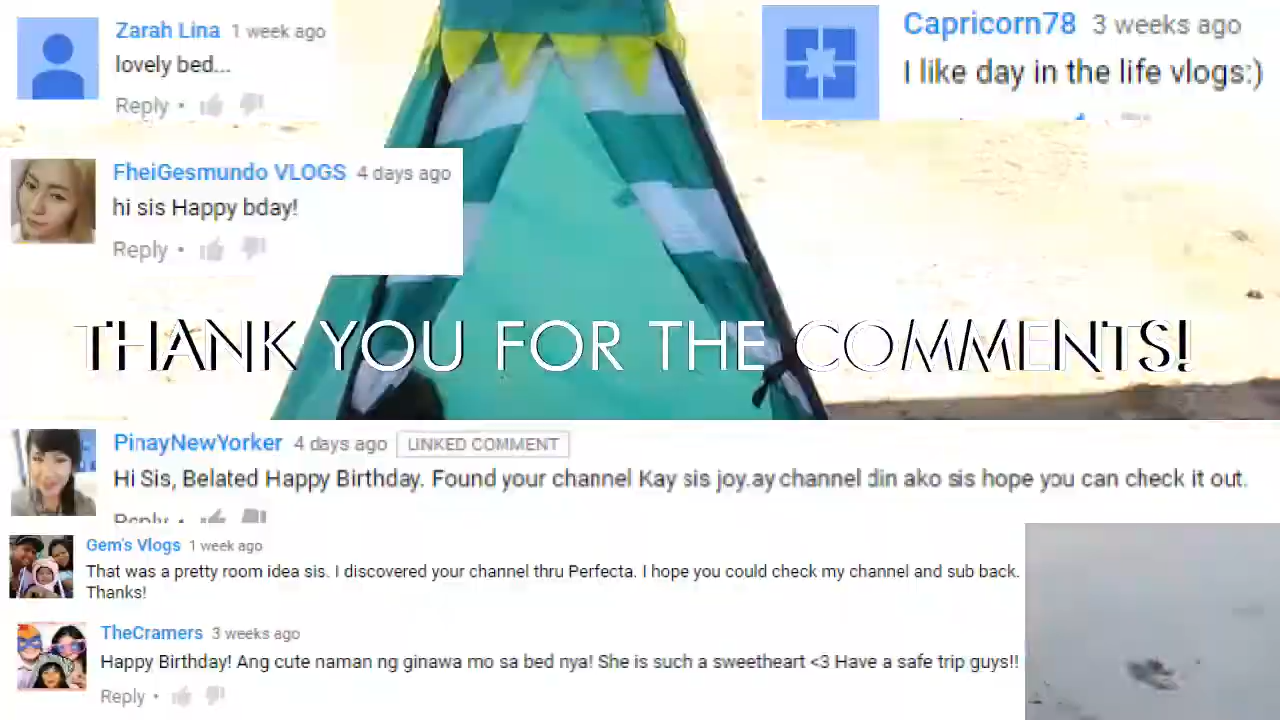 Zarah Lina 1 week ago
lovely bed...
Reply •
Capricorn78 3 weeks ago
I like day in the life vlogs:)
FheiGesmundo VLOGS 4 days ago
hi sis Happy bday!
Reply •
THANK YOU FOR THE COMMENTS!
PinayNewYorker 4 days ago LINKED COMMENT
Hi Sis, Belated Happy Birthday. Found your channel Kay sis joy.ay channel din ako sis hope you can check it out.
Reply •
Gem's Vlogs 1 week ago
That was a pretty room idea sis. I discovered your channel thru Perfecta. I hope you could check my channel and sub back.
Thanks!
TheCramers 3 weeks ago
Happy Birthday! Ang cute naman ng ginawa mo sa bed nya! She is such a sweetheart <3 Have a safe trip guys!!
Reply •